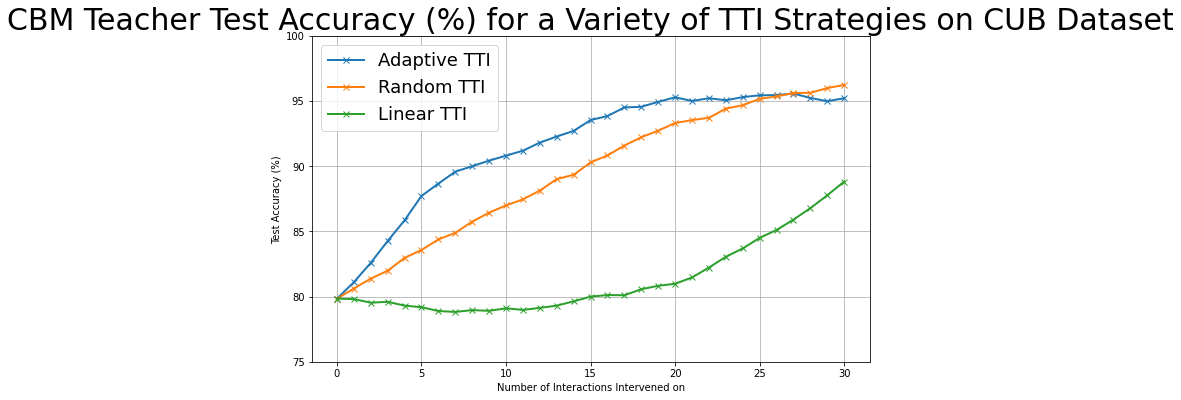 CBM Teacher Test Accuracy (%) for a Variety of TTI Strategies on CUB Dataset
100
95
90
85
80
75
Test Accuracy (%)
Adaptive TTI
Random TTI
Linear TTI
0 5 10 15 20 25 30
Number of Interactions Intervened on